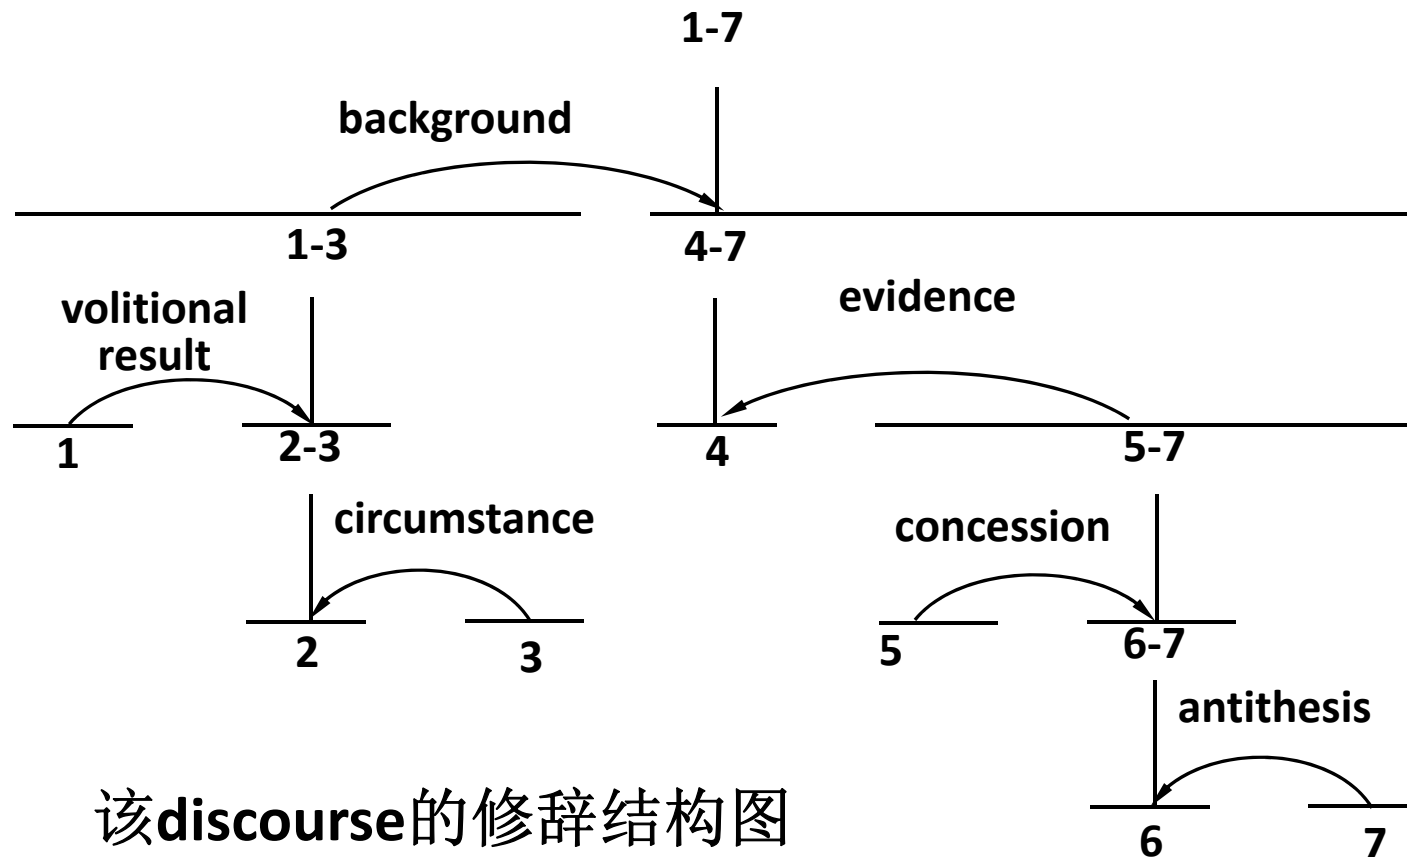 1-7
background
1-3
4-7
volitional
result
evidence
1
2-3
4
5-7
circumstance
concession
2
3
5
6-7
antithesis
6
7
该discourse的修辞结构图